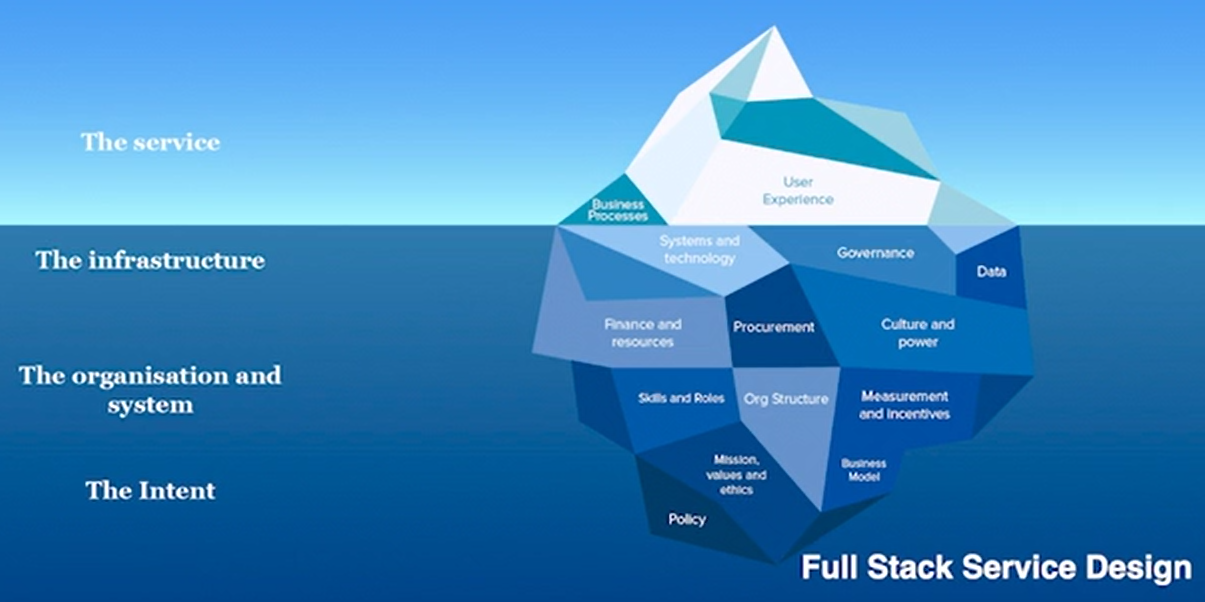 The service
User
Experience
Business
Processes
The infrastructure
Systems and
technology
Governance
Data
Finance and
resources
Procurement
Culture and
power
The organisation and
system
Skills and Roles
Org Structure
Measurement
and incentives
The Intent
Mission,
values and
ethics
Business
Model
Policy
Full Stack Service Design